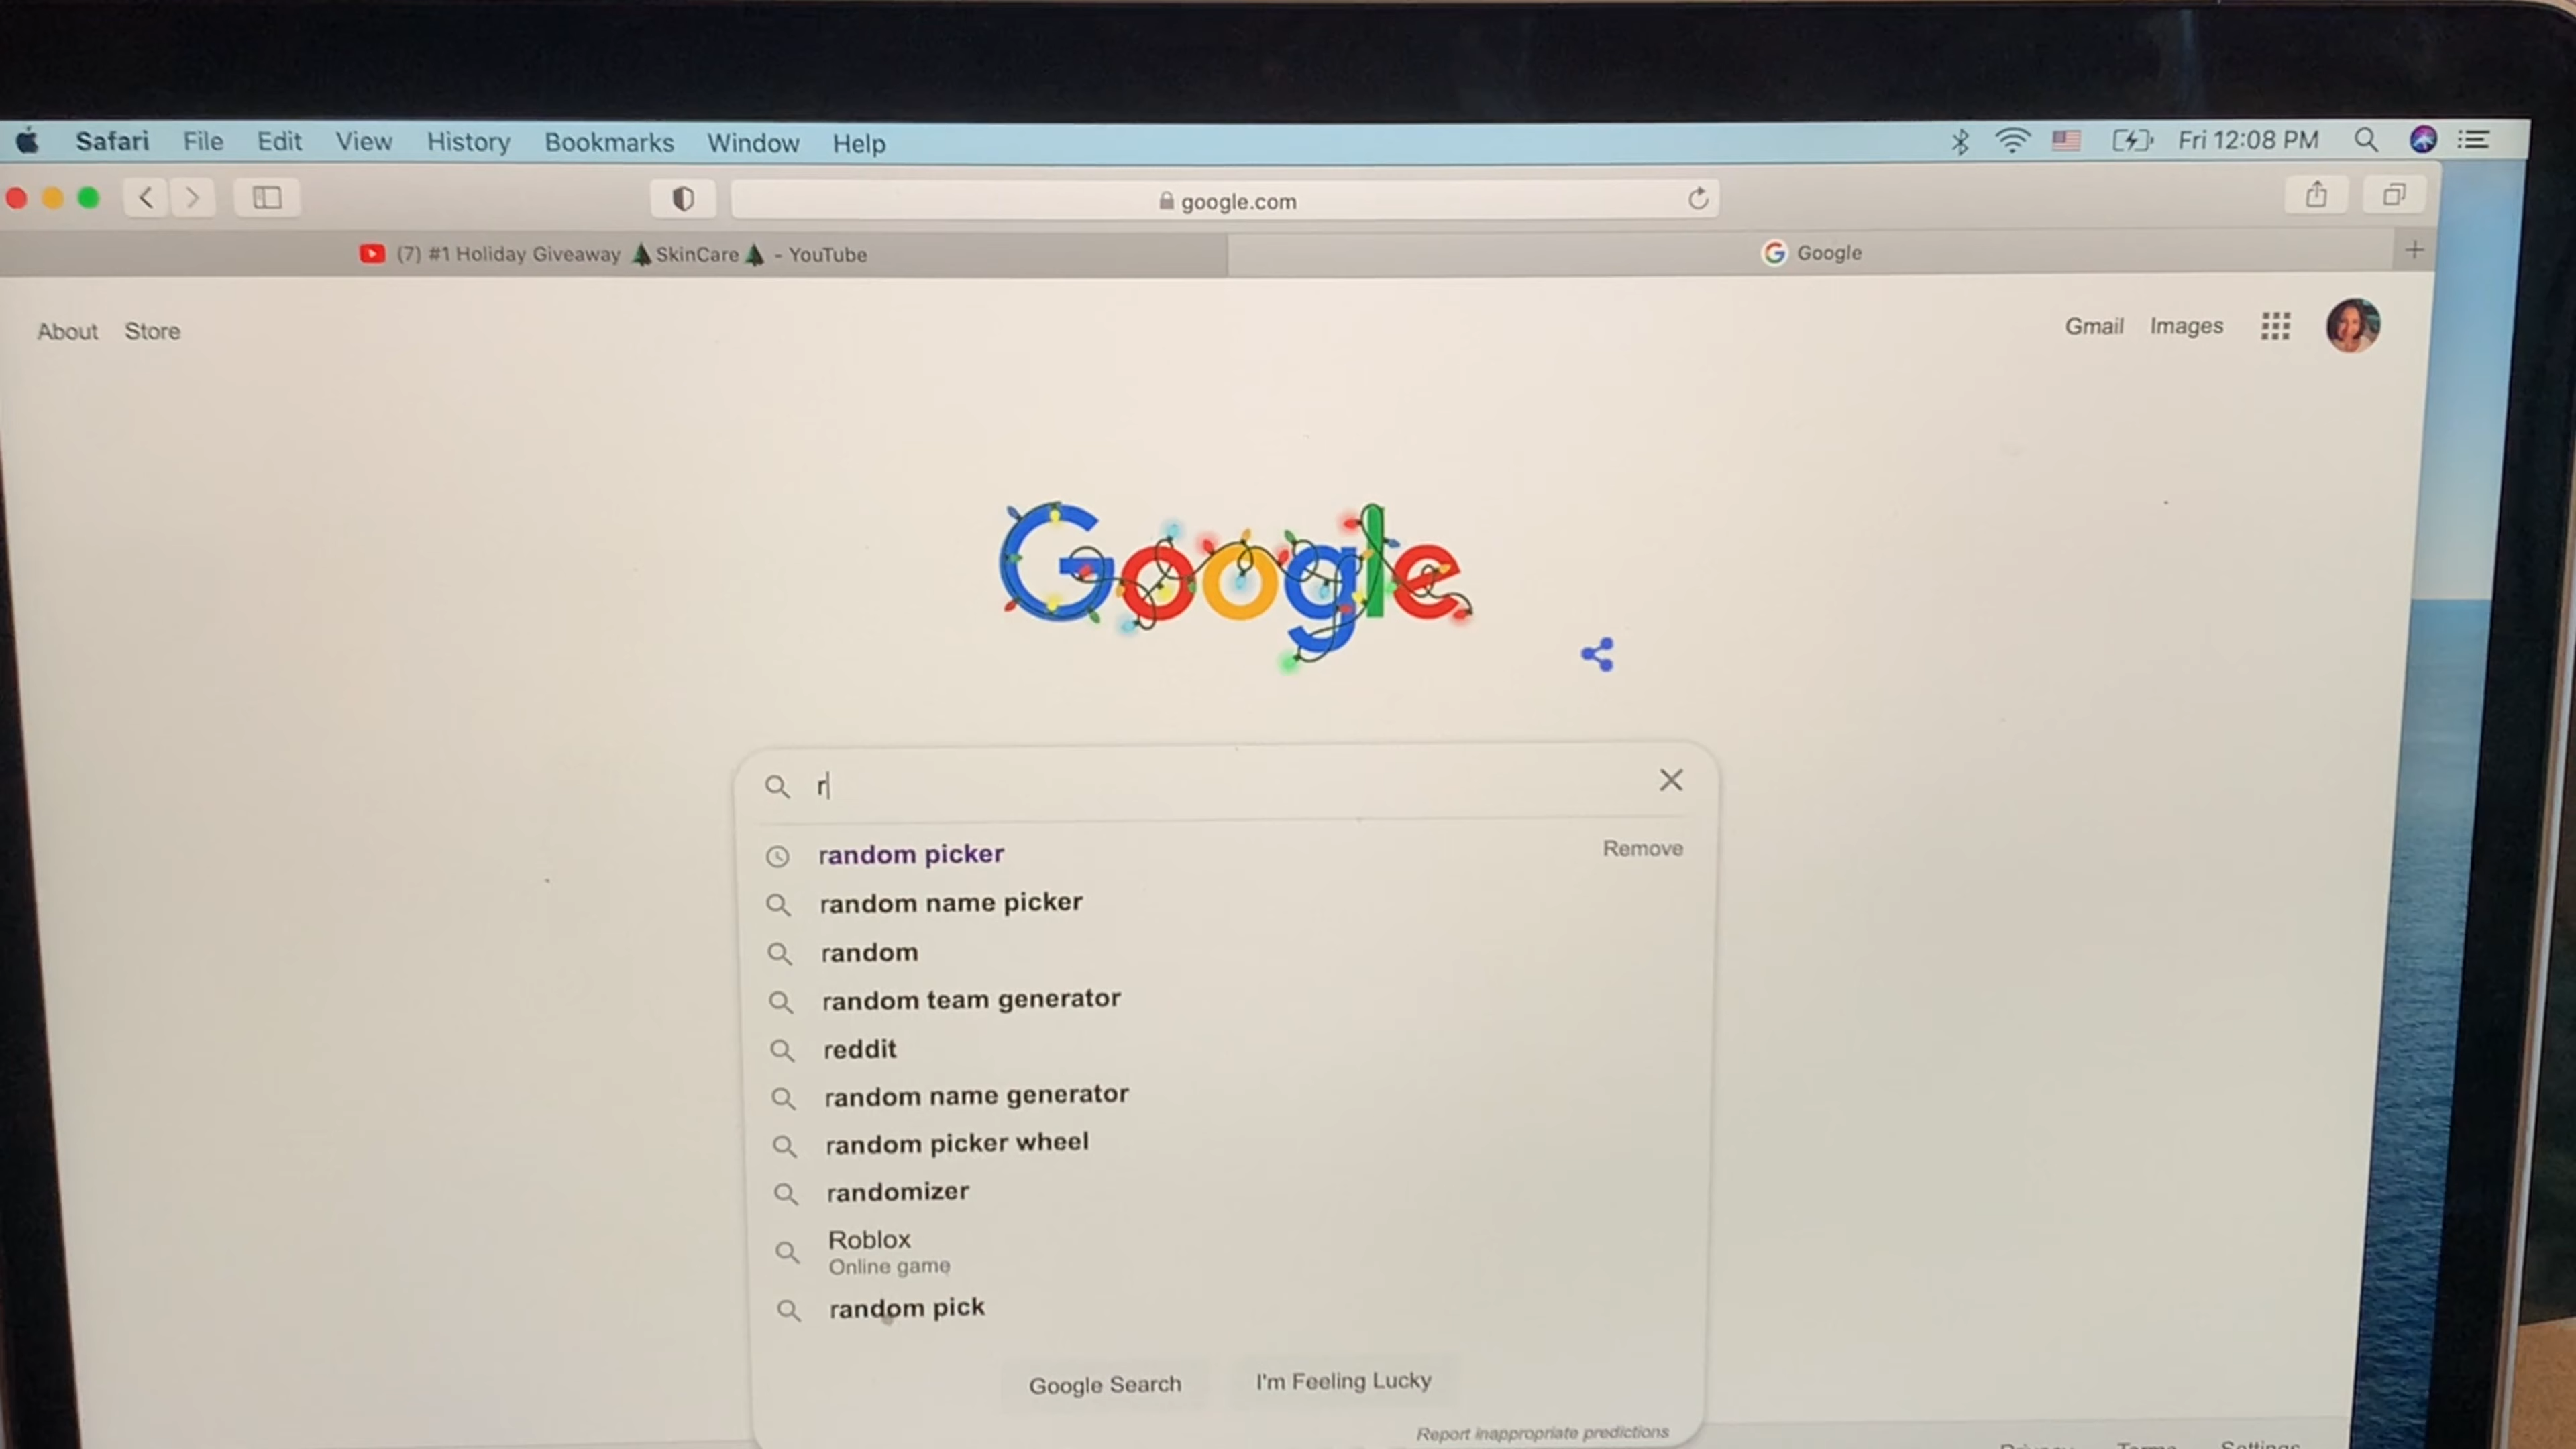 Safari File Edit View History Bookmarks Window Help Fri 12:08 PM
google.com
(7) #1 Holiday Giveaway 🌲SkinCare🌲 - YouTube Google
About Store Gmail Images
Google
r
random picker Remove
random name picker
random
random team generator
reddit
random name generator
random picker wheel
randomizer
Roblox
Online game
random pick
Google Search I'm Feeling Lucky
Report inappropriate predictions